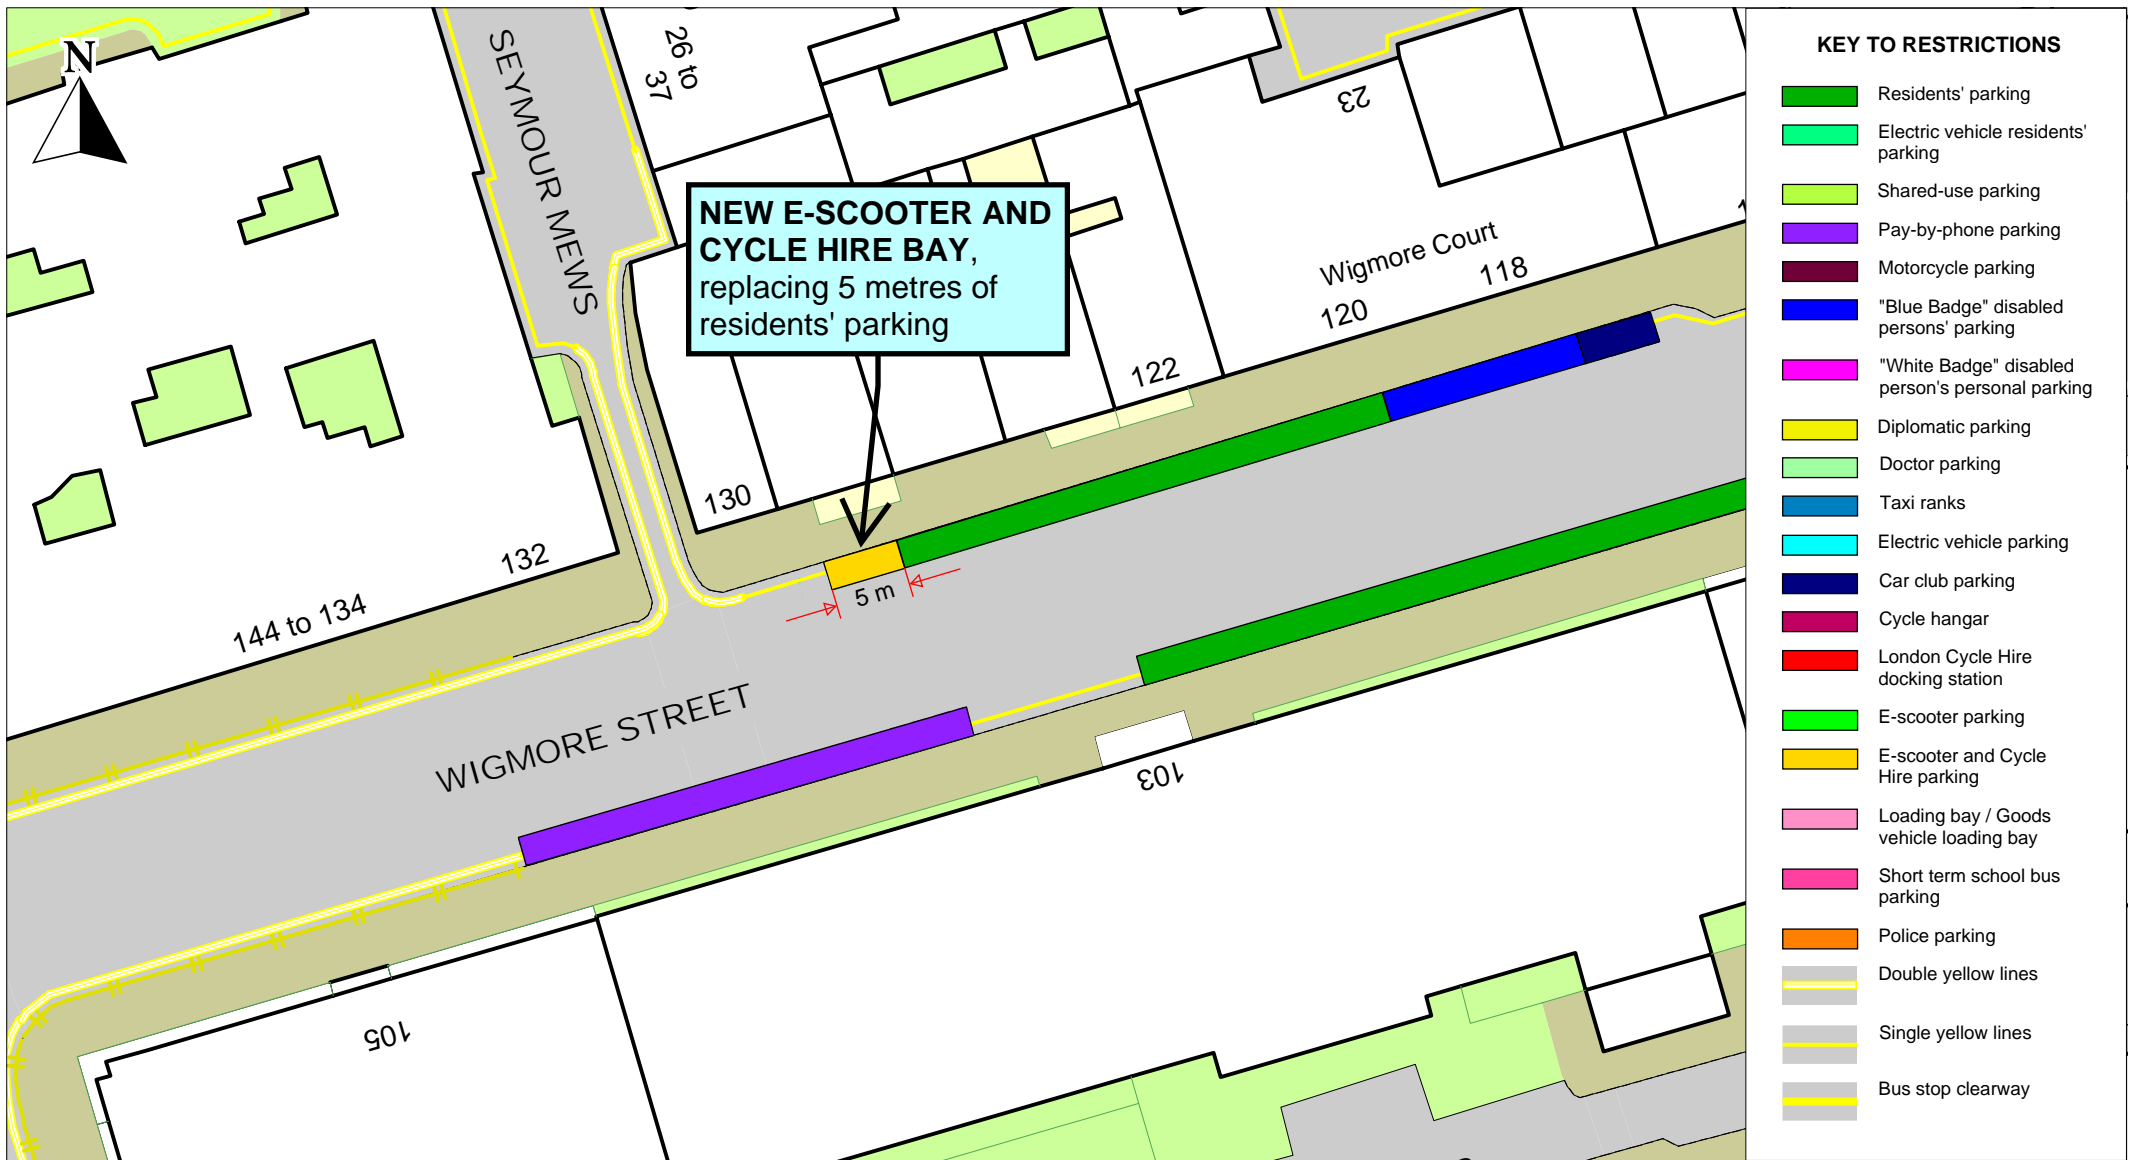 N
SEYMOUR MEWS
26 to
37
23
NEW E-SCOOTER AND
CYCLE HIRE BAY,
replacing 5 metres of
residents' parking
Wigmore Court
118
120
122
130
132
144 to 134
5 m
WIGMORE STREET
103
105
KEY TO RESTRICTIONS
Residents' parking
Electric vehicle residents'
parking
Shared-use parking
Pay-by-phone parking
Motorcycle parking
"Blue Badge" disabled
persons' parking
"White Badge" disabled
person's personal parking
Diplomatic parking
Doctor parking
Taxi ranks
Electric vehicle parking
Car club parking
Cycle hangar
London Cycle Hire
docking station
E-scooter parking
E-scooter and Cycle
Hire parking
Loading bay / Goods
vehicle loading bay
Short term school bus
parking
Police parking
Double yellow lines
Single yellow lines
Bus stop clearway